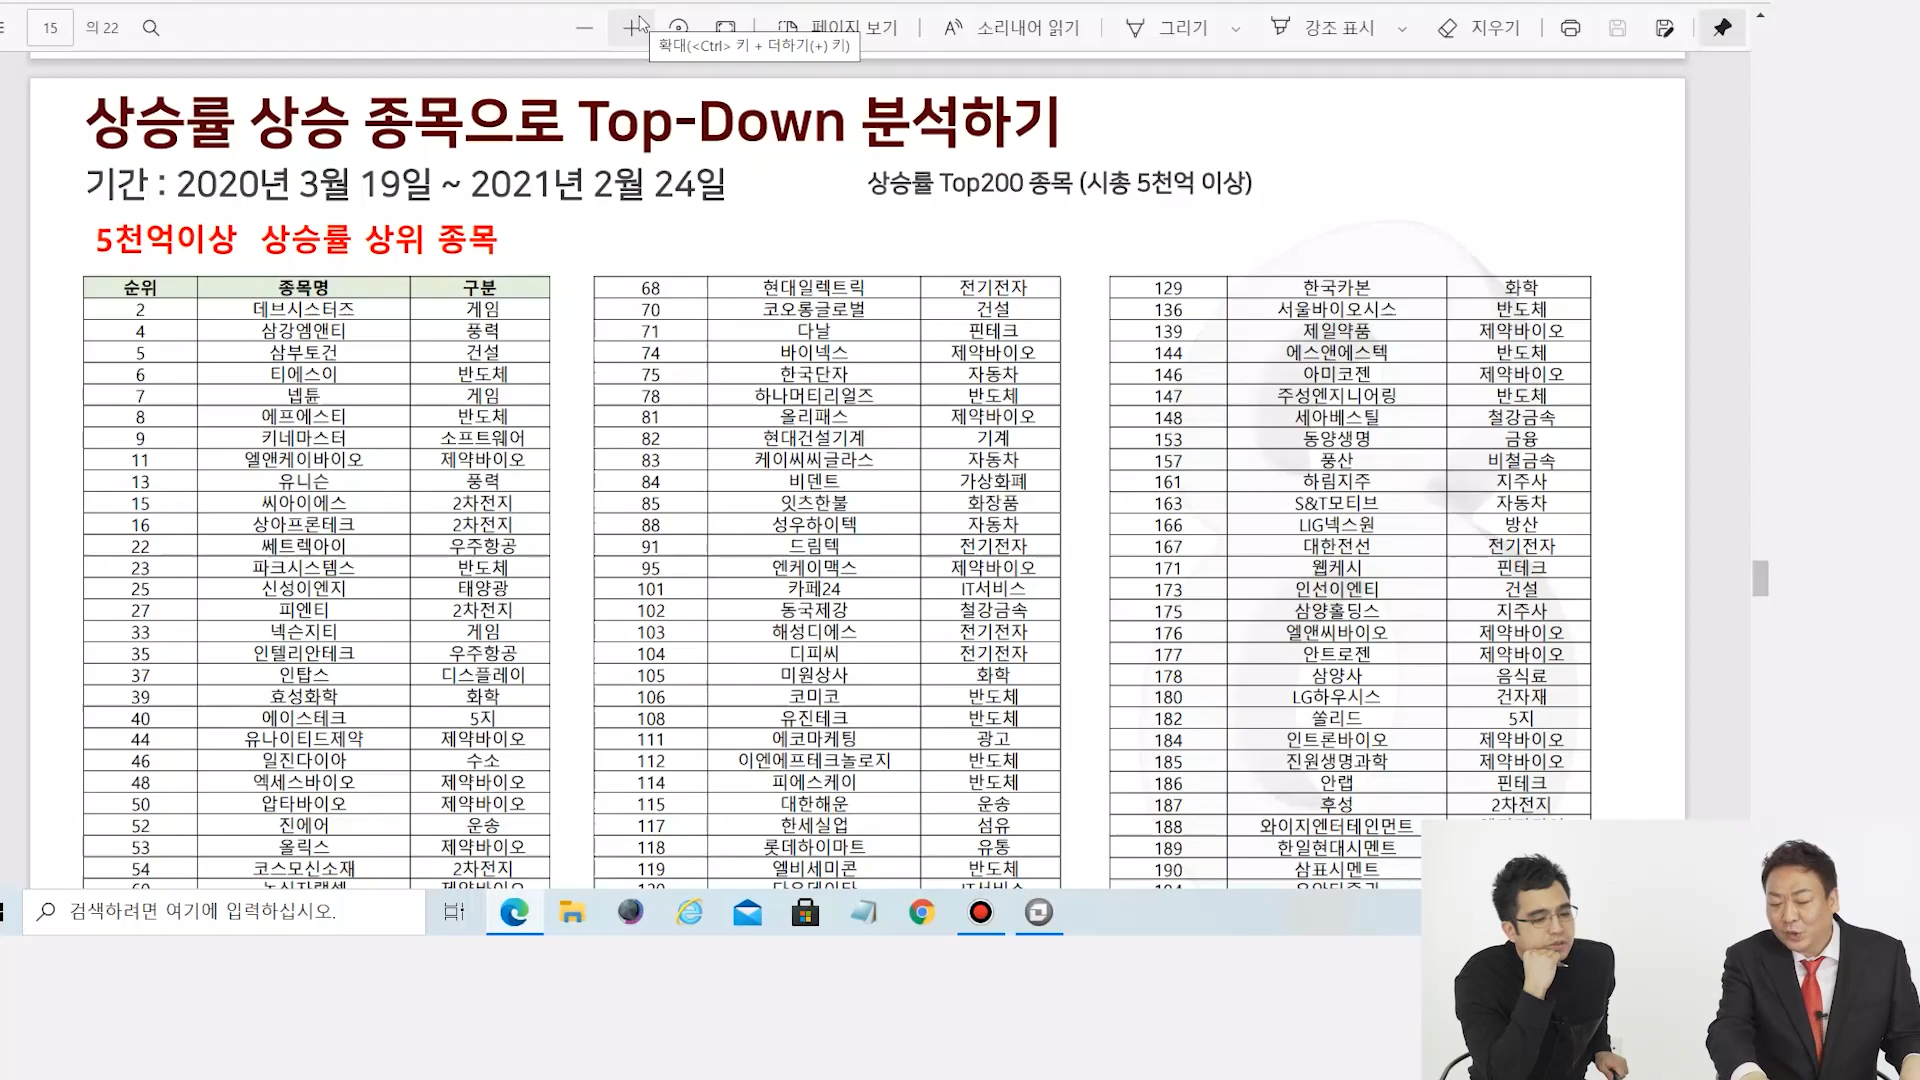 15 의 22 페이지 보기 소리내어 읽기 그리기 강조 표시 지우기
확대(<Ctrl> 키 + 더하기(+) 키)
상승률 상승 종목으로 Top-Down 분석하기
기간 : 2020년 3월 19일 ~ 2021년 2월 24일
상승률 Top200 종목 (시총 5천억 이상)
5천억이상 상승률 상위 종목
순위 종목명 구분
2 데브시스터즈 게임
4 삼강엠앤티 풍력
5 삼부토건 건설
6 티에스이 반도체
7 넵튠 게임
8 에프에스티 반도체
9 키네마스터 소프트웨어
11 엘앤케이바이오 제약바이오
13 유니슨 풍력
15 씨아이에스 2차전지
16 상아프론테크 2차전지
22 쎄트렉아이 우주항공
23 파크시스템스 반도체
25 신성이엔지 태양광
27 피엔티 2차전지
33 넥슨지티 게임
35 인텔리안테크 우주항공
37 인탑스 디스플레이
39 효성화학 화학
40 에이스테크 5지
44 유나이티드제약 제약바이오
46 일진다이아 수소
48 엑세스바이오 제약바이오
50 압타바이오 제약바이오
52 진에어 운송
53 올릭스 제약바이오
54 코스모신소재 2차전지
68 현대일렉트릭 전기전자
70 코오롱글로벌 건설
71 다날 핀테크
74 바이넥스 제약바이오
75 한국단자 자동차
78 하나머티리얼즈 반도체
81 올리패스 제약바이오
82 현대건설기계 기계
83 케이씨씨글라스 자동차
84 비덴트 가상화폐
85 잇츠한불 화장품
88 성우하이텍 자동차
91 드림텍 전기전자
95 엔케이맥스 제약바이오
101 카페24 IT서비스
102 동국제강 철강금속
103 해성디에스 전기전자
104 디피씨 전기전자
105 미원상사 화학
106 코미코 반도체
108 유진테크 반도체
111 에코마케팅 광고
112 이엔에프테크놀로지 반도체
114 피에스케이 반도체
115 대한해운 운송
117 한세실업 섬유
118 롯데하이마트 유통
119 엘비세미콘 반도체
129 한국카본 화학
136 서울바이오시스 반도체
139 제일약품 제약바이오
144 에스앤에스텍 반도체
146 아미코젠 제약바이오
147 주성엔지니어링 반도체
148 세아베스틸 철강금속
153 동양생명 금융
157 풍산 비철금속
161 하림지주 지주사
163 S&T모티브 자동차
166 LIG넥스원 방산
167 대한전선 전기전자
171 웹케시 핀테크
173 인선이엔티 건설
175 삼양홀딩스 지주사
176 엘앤씨바이오 제약바이오
177 안트로젠 제약바이오
178 삼양사 음식료
180 LG하우시스 건자재
182 쏠리드 5지
184 인트론바이오 제약바이오
185 진원생명과학 제약바이오
186 안랩 핀테크
187 후성 2차전지
188 와이지엔터테인먼트
189 한일현대시멘트
190 삼표시멘트
검색하려면 여기에 입력하십시오.